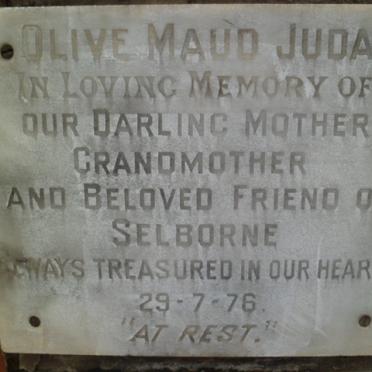 OLIVE MAUD JUDA
IN LOVING MEMORY OF
OUR DARLING MOTHER
GRANDMOTHER
AND BELOVED FRIEND O
SELBORNE
WAYS TREASURED IN OUR HEAR
29-7-76.
"AT REST."